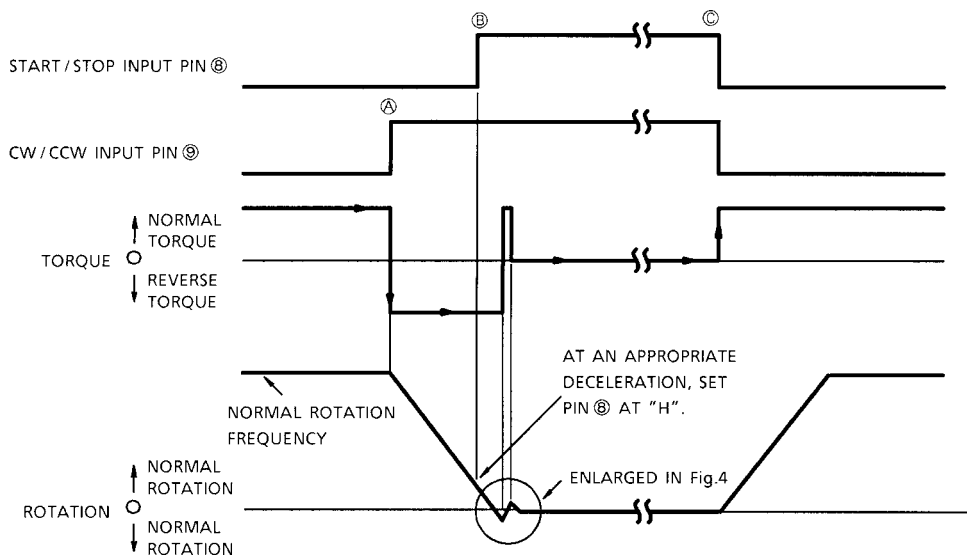 Ⓑ
Ⓒ
START/STOP INPUT PIN ⑧
Ⓐ
CW/CCW INPUT PIN ⑨
NORMAL
TORQUE
TORQUE
REVERSE
TORQUE
AT AN APPROPRIATE
DECELERATION, SET
PIN ⑧ AT "H".
NORMAL ROTATION
FREQUENCY
NORMAL
ROTATION
ENLARGED IN Fig.4
ROTATION
NORMAL
ROTATION